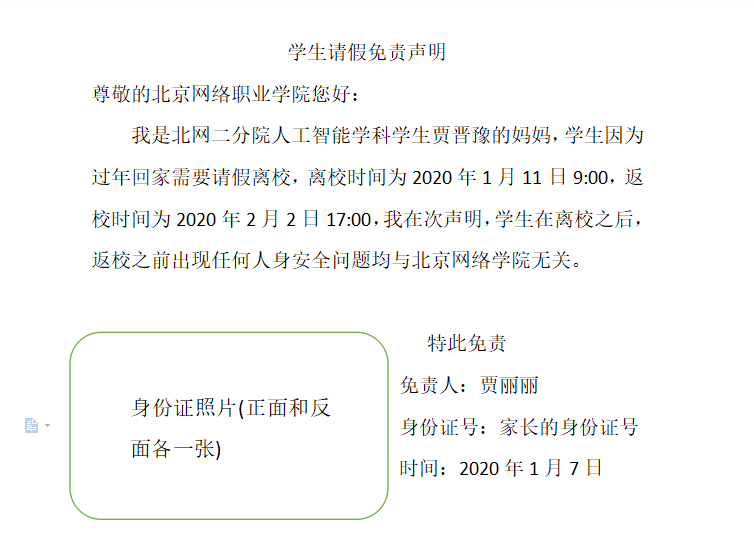 学生请假免责声明
尊敬的北京网络职业学院您好：
我是北网二分院人工智能学科学生贾晋豫的妈妈，学生因为
过年回家需要请假离校，离校时间为 2020 年 1 月 11 日 9:00，返
校时间为 2020 年 2 月 2 日 17:00，我在次声明，学生在离校之后，
返校之前出现任何人身安全问题均与北京网络学院无关。
特此免责
免责人：贾丽丽
身份证号：家长的身份证号
时间：2020 年 1 月 7 日
身份证照片(正面和反
面各一张)